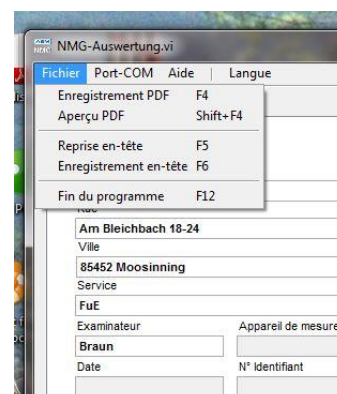 NMG-Auswertung.vi
Fichier Port-COM Aide | Langue
Enregistrement PDF F4
Aperçu PDF Shift+F4
Reprise en-tête F5
Enregistrement en-tête F6
Fin du programme F12
Rue
Am Bleichbach 18-24
Ville
85452 Moosinning
Service
FuE
Examinateur Appareil de mesure
Braun
Date N° Identifiant